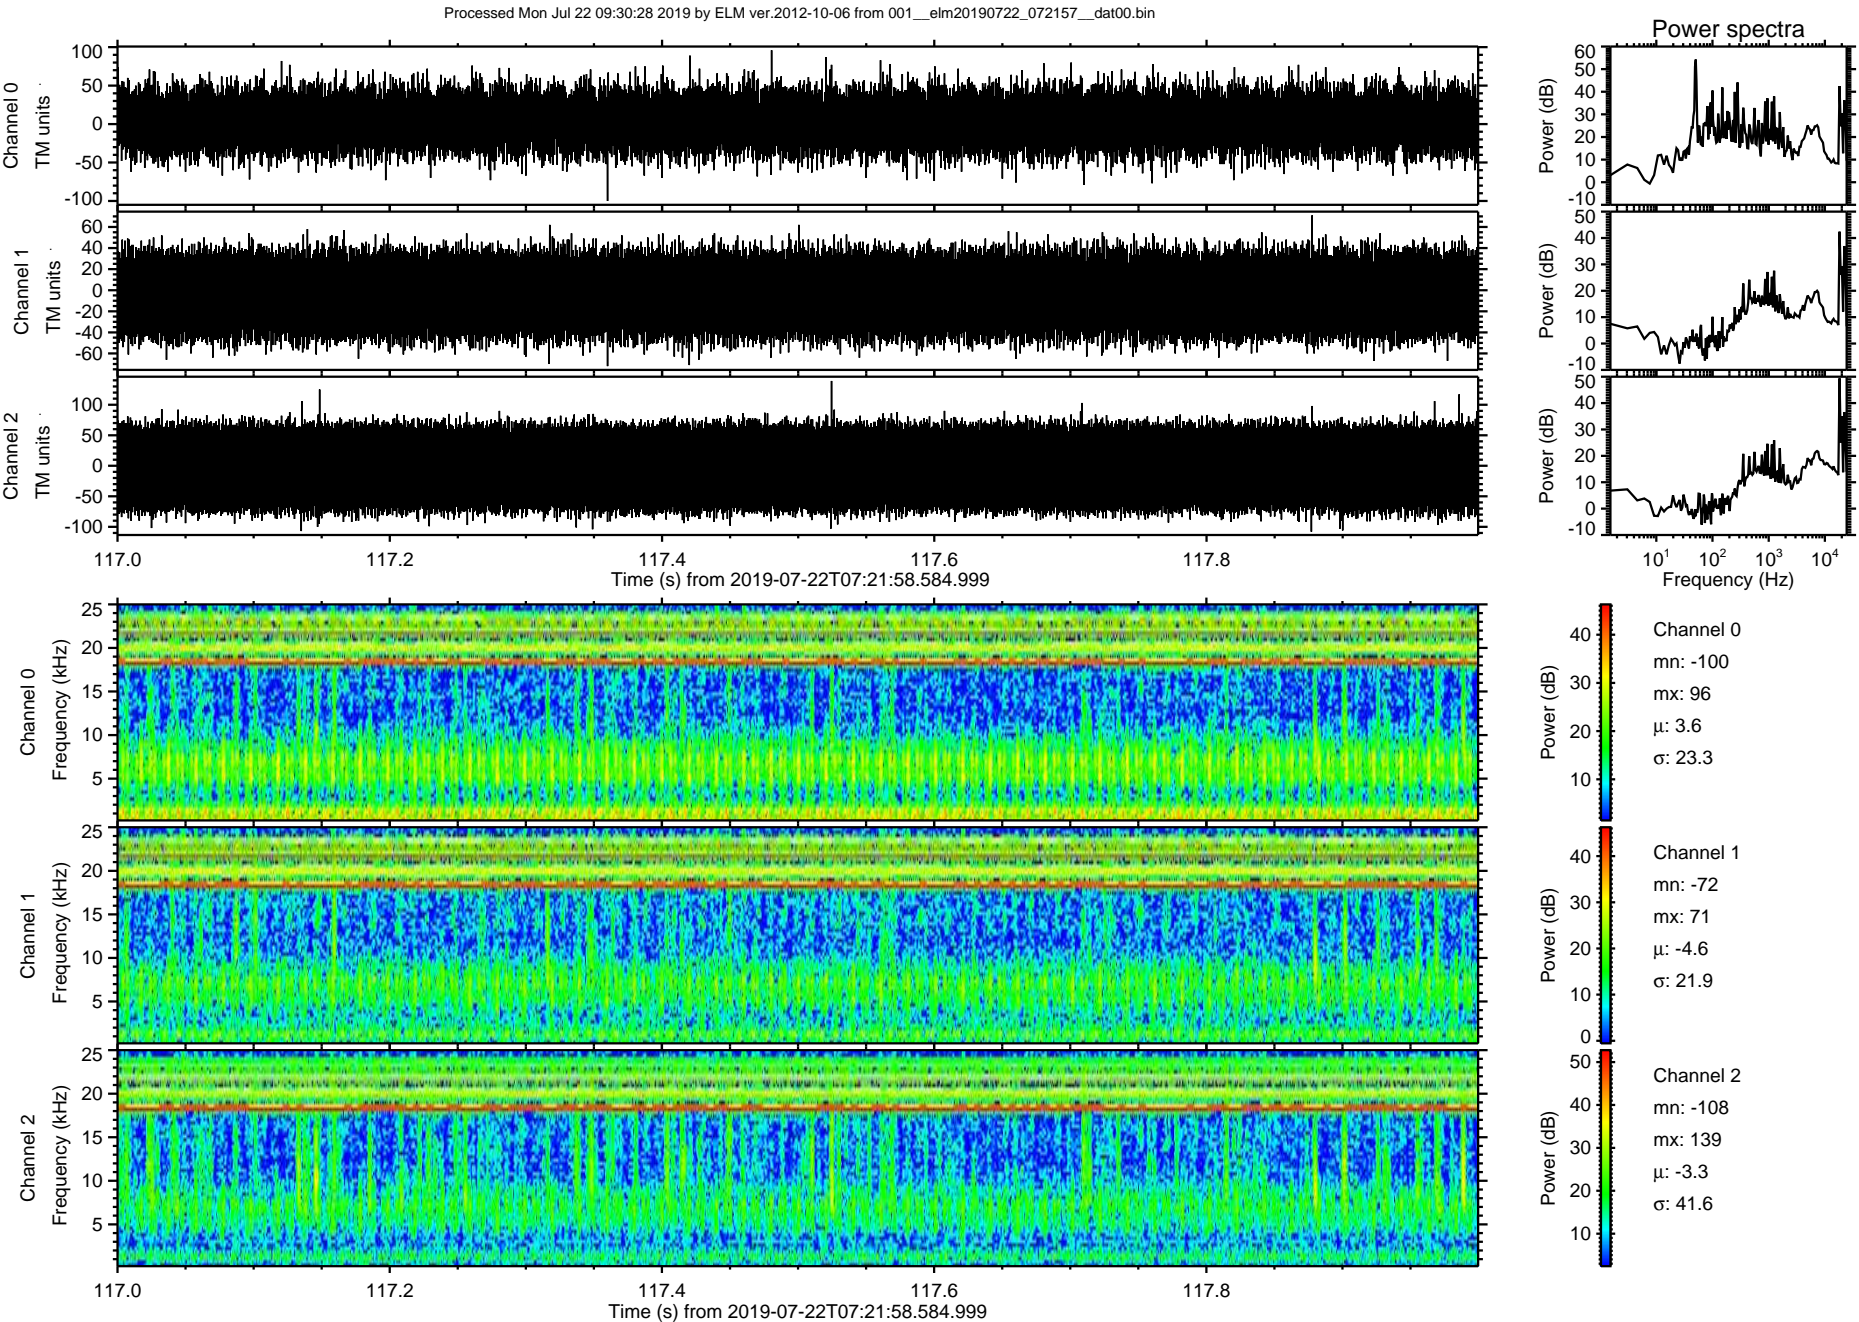 Processed Mon Jul 22 09:30:28 2019 by ELM ver.2012-10-06 from 001__elm20190722_072157__dat00.bin
Power spectra
Channel 0
TM units
100
50
0
-50
-100
Power (dB)
60
50
40
30
20
10
0
-10
Channel 1
TM units
60
40
20
0
-20
-40
-60
Power (dB)
50
40
30
20
10
0
-10
Channel 2
TM units
100
50
0
-50
-100
Power (dB)
50
40
30
20
10
0
-10
117.0 117.2 117.4 117.6 117.8
Time (s) from 2019-07-22T07:21:58.584.999
10¹ 10² 10³ 10⁴
Frequency (Hz)
Channel 0
Frequency (kHz)
25
20
15
10
5
Power (dB)
40
30
20
10
Channel 0
mn: -100
mx: 96
μ: 3.6
σ: 23.3
Channel 1
Frequency (kHz)
25
20
15
10
5
Power (dB)
40
30
20
10
0
Channel 1
mn: -72
mx: 71
μ: -4.6
σ: 21.9
Channel 2
Frequency (kHz)
25
20
15
10
5
Power (dB)
50
40
30
20
10
Channel 2
mn: -108
mx: 139
μ: -3.3
σ: 41.6
117.0 117.2 117.4 117.6 117.8
Time (s) from 2019-07-22T07:21:58.584.999